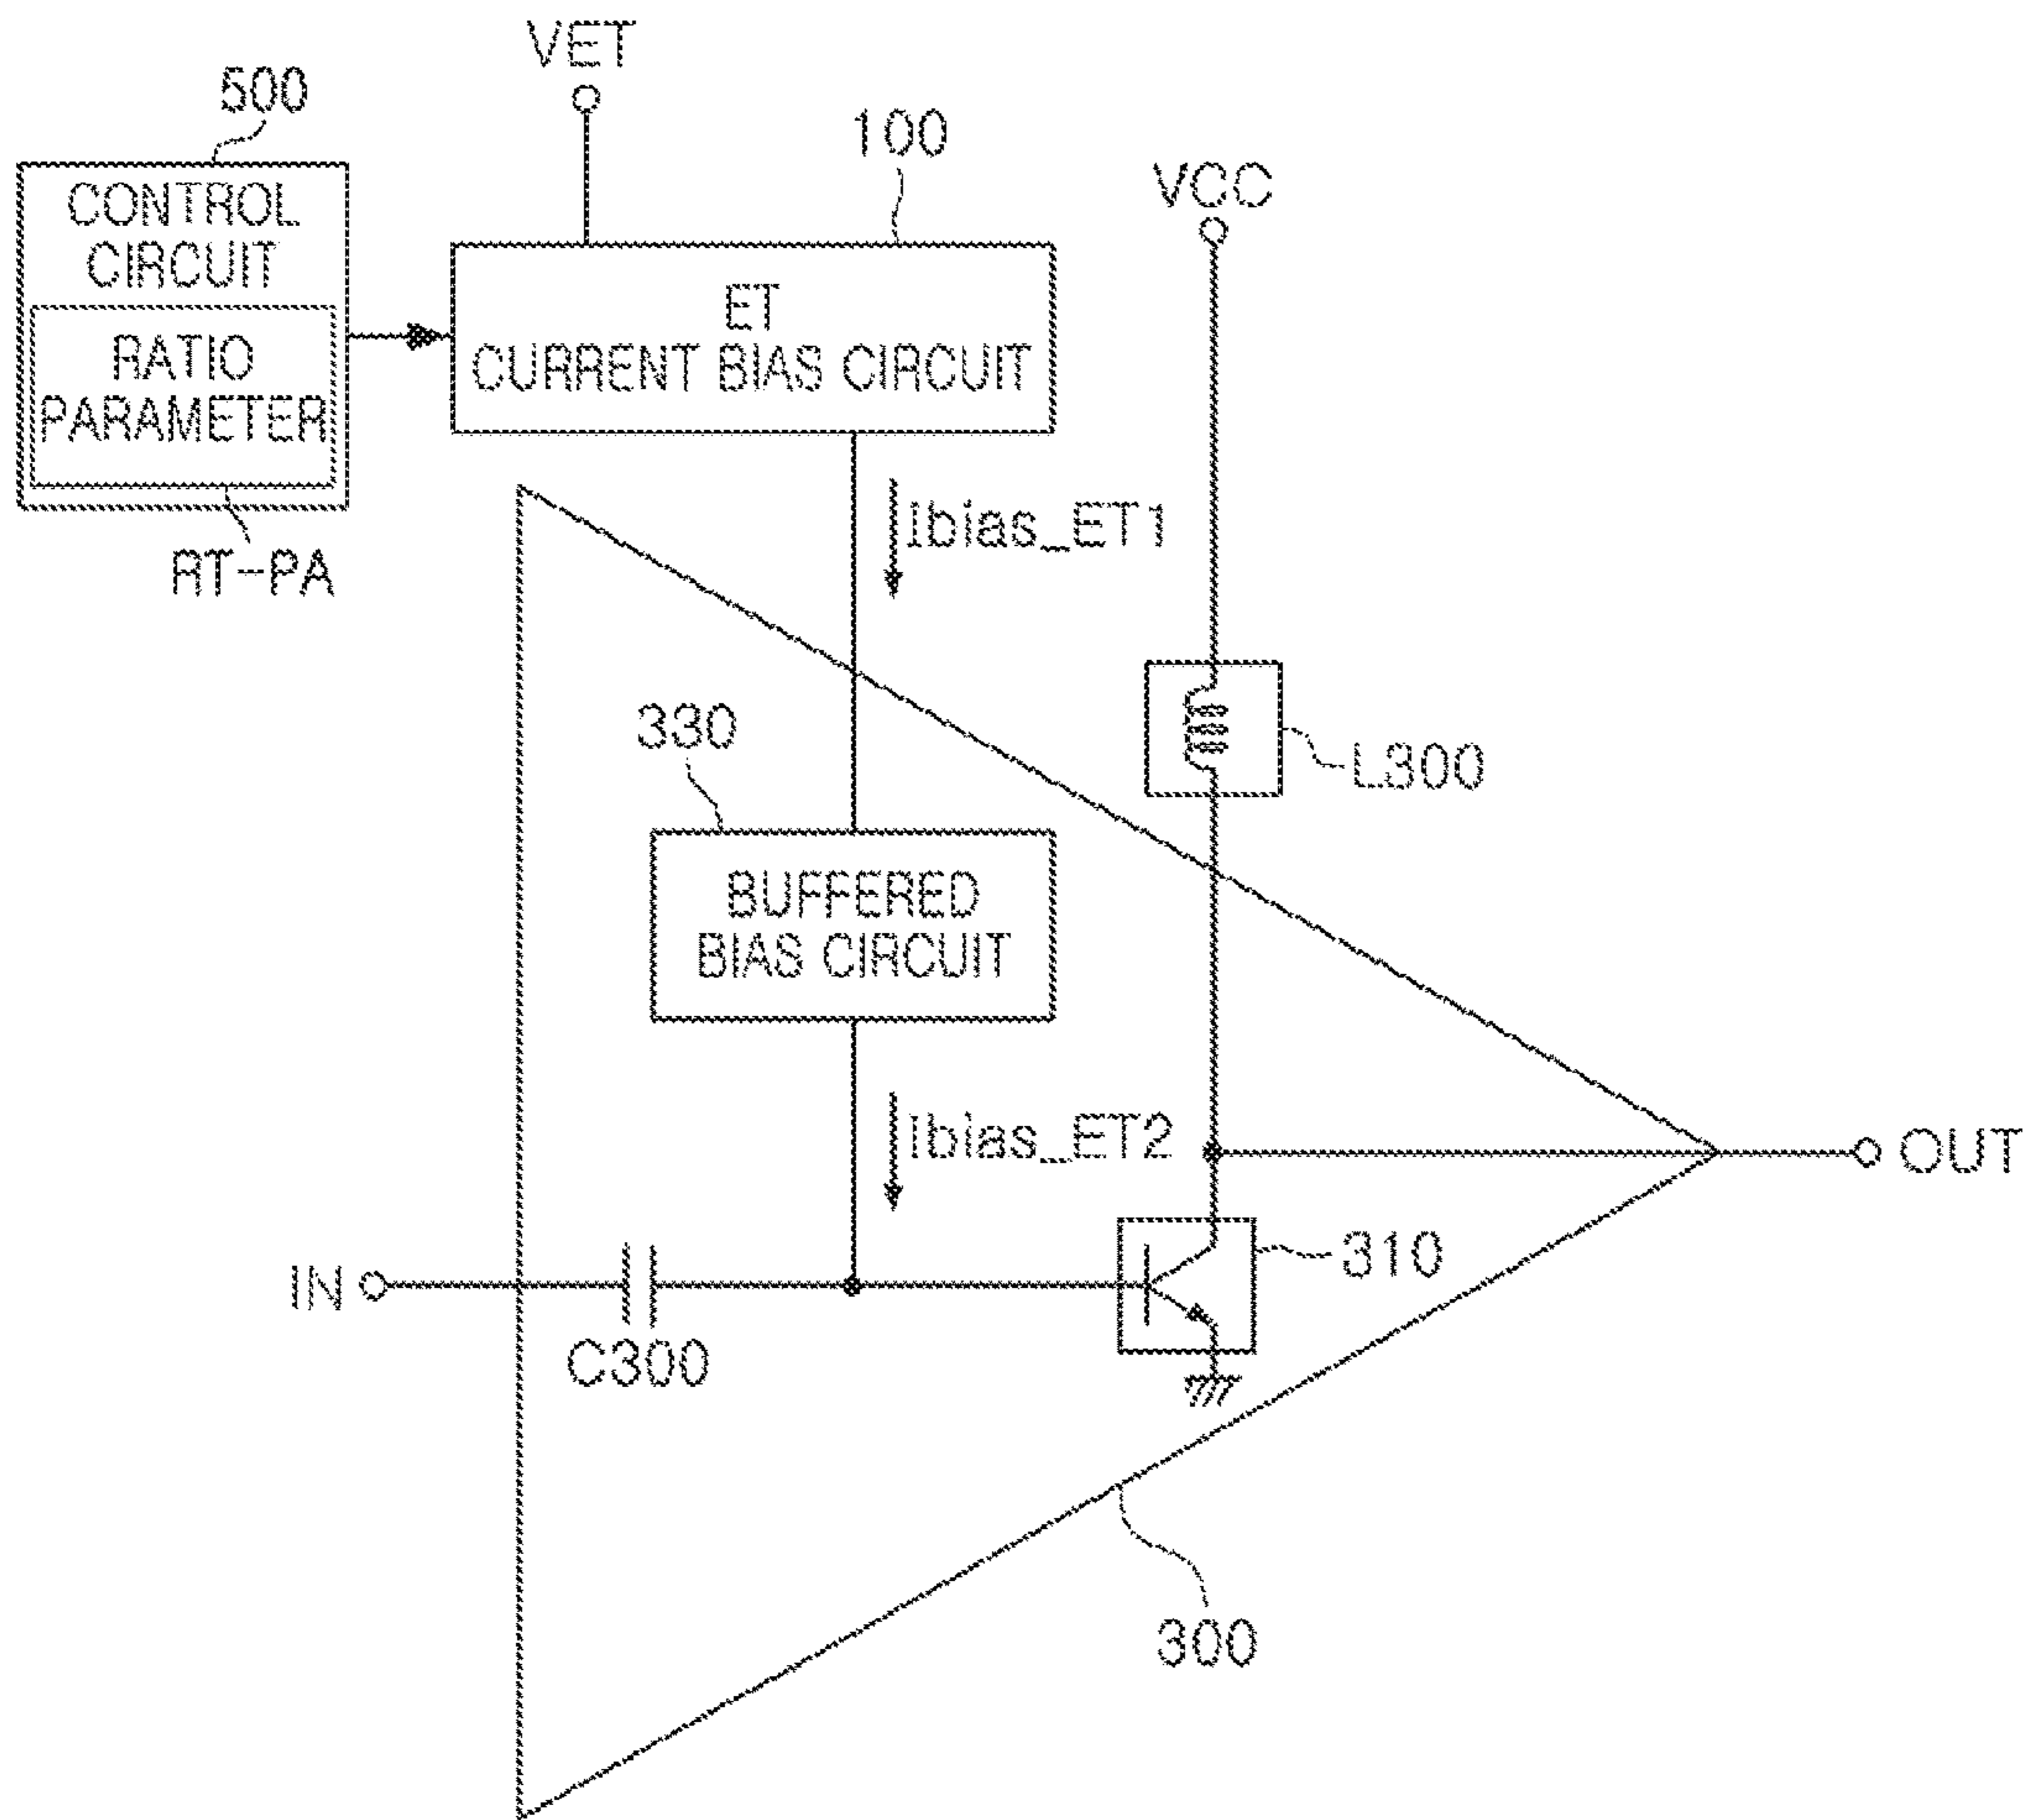 VET
500
100
VCC
CONTROL
CIRCUIT
RATIO
PARAMETER
ET
CURRENT BIAS CIRCUIT
RT-PA
Ibias_ET1
330
L300
BUFFERED
BIAS CIRCUIT
Ibias_ET2
OUT
IN
310
C300
300